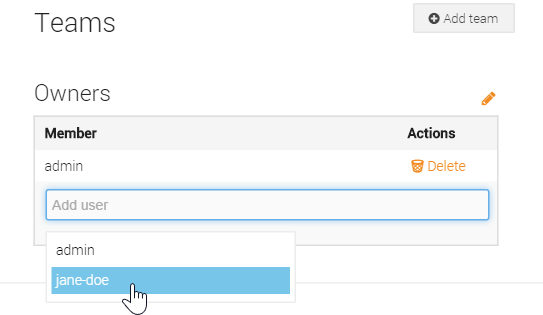 Teams
Add team
Owners
Member Actions
admin Delete
Add user
admin
jane-doe